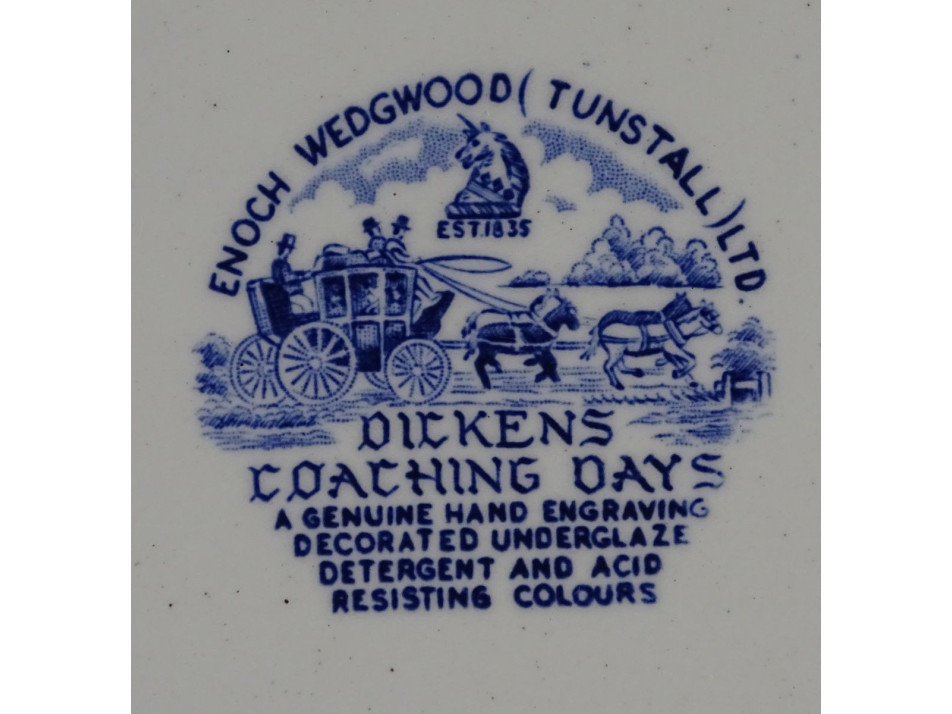 ENOCH WEDGWOOD (TUNSTALL) LTD.
EST. 1835
DICKENS
COACHING DAYS
A GENUINE HAND ENGRAVING
DECORATED UNDERGLAZE
DETERGENT AND ACID
RESISTING COLOURS